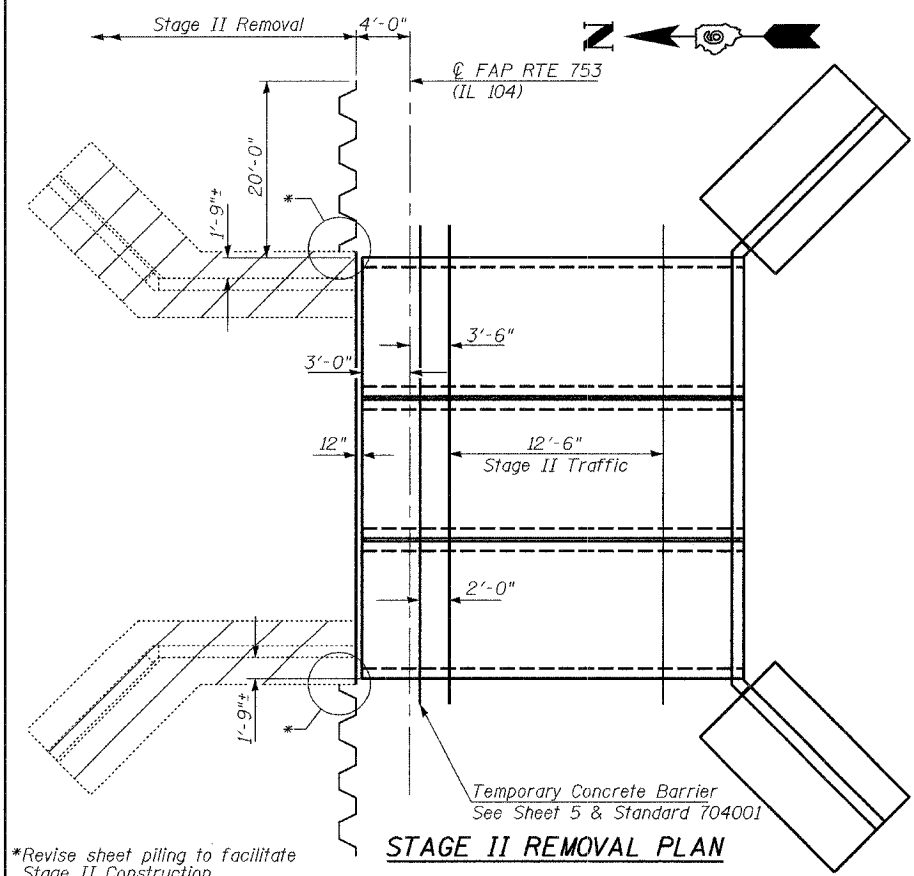 Stage II Removal
4'-0"
N
℄ FAP RTE 753
(IL 104)
20'-0"
1'-9"±
*
3'-6"
3'-0"
12"
12'-6"
Stage II Traffic
2'-0"
1'-9"±
*
Temporary Concrete Barrier
See Sheet 5 & Standard 704001
*Revise sheet piling to facilitate
Stage II Construction
STAGE II REMOVAL PLAN